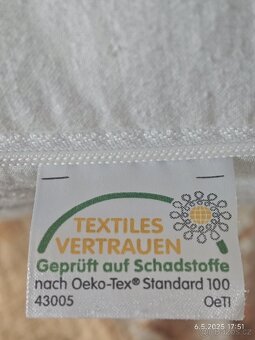 TEXTILES
VERTRAUEN
Geprüft auf Schadstoffe
nach Oeko-Tex® Standard 100
43005 OeTI
6.5.2025 17:51